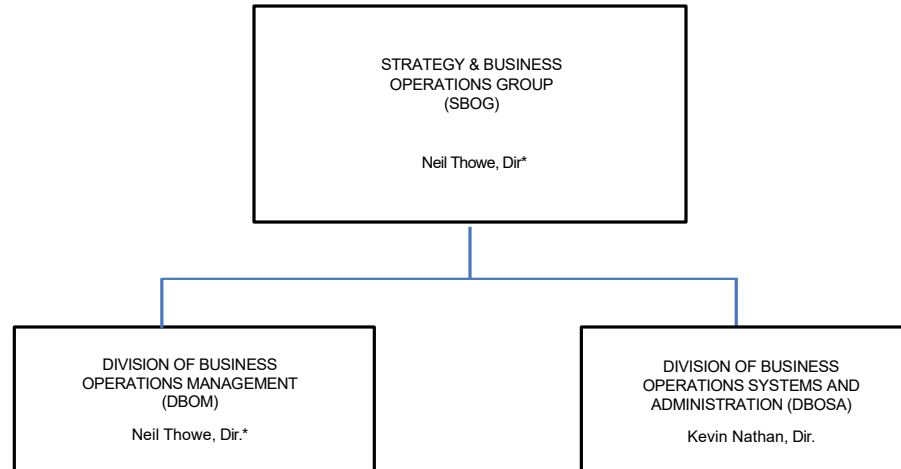 STRATEGY & BUSINESS
OPERATIONS GROUP
(SBOG)
Neil Thowe, Dir*
DIVISION OF BUSINESS
OPERATIONS MANAGEMENT
(DBOM)
Neil Thowe, Dir.*
DIVISION OF BUSINESS
OPERATIONS SYSTEMS AND
ADMINISTRATION (DBOSA)
Kevin Nathan, Dir.